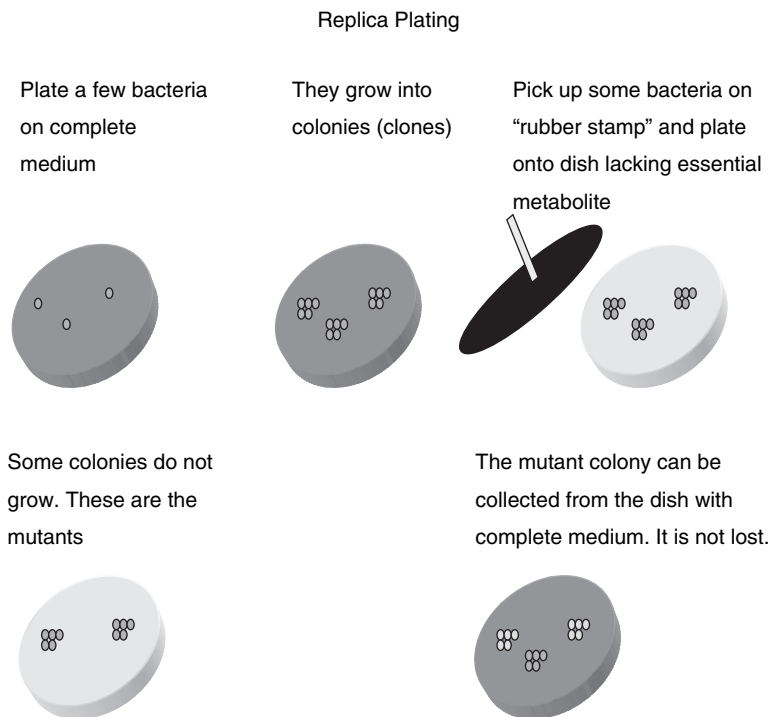 Replica Plating
Plate a few bacteria
on complete
medium
They grow into
colonies (clones)
Pick up some bacteria on
“rubber stamp” and plate
onto dish lacking essential
metabolite
Some colonies do not
grow. These are the
mutants
The mutant colony can be
collected from the dish with
complete medium. It is not lost.